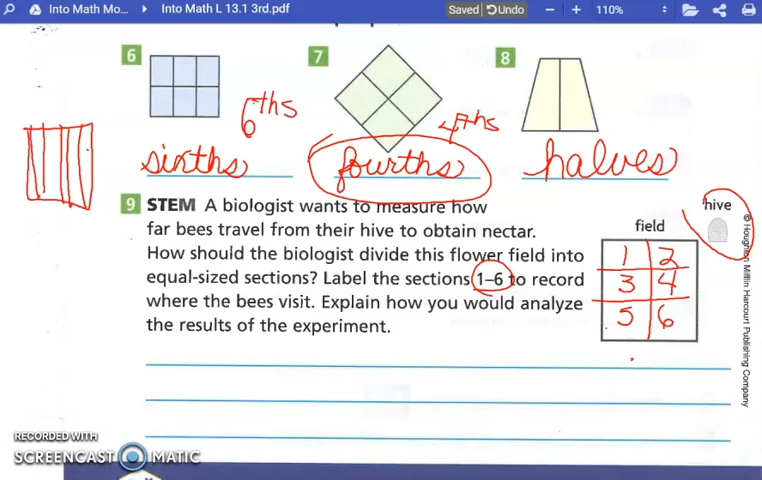 Into Math Mo... ▸ Into Math L 13.1 3rd.pdf Saved Undo − + 110%
6 7 8
6ths 4ths
sixths fourths halves
9 STEM A biologist wants to measure how
far bees travel from their hive to obtain nectar.
How should the biologist divide this flower field into
equal-sized sections? Label the sections 1–6 to record
where the bees visit. Explain how you would analyze
the results of the experiment.
hive
field
1 2
3 4
5 6
© Houghton Mifflin Harcourt Publishing Company
RECORDED WITH
SCREENCAST MATIC